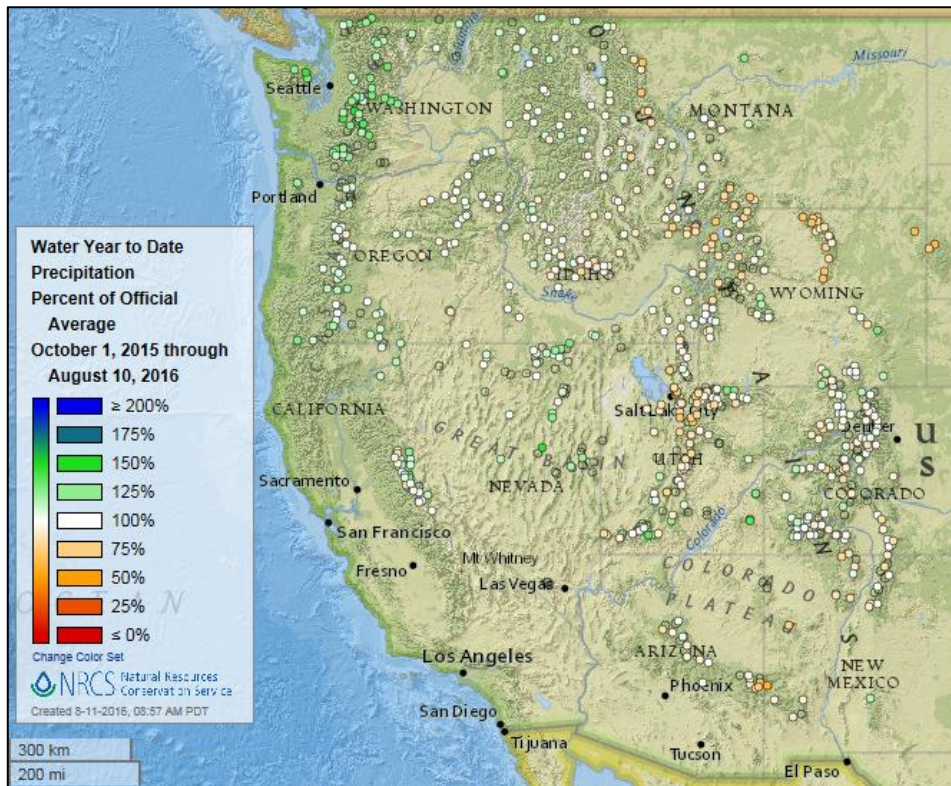 Columbia
Missouri
Seattle
WASHINGTON
MONTANA
Portland
OREGON
IDAHO
Snake
WYOMING
Water Year to Date
Precipitation
Percent of Official
Average
October 1, 2015 through
August 10, 2016
≥ 200%
175%
150%
125%
100%
75%
50%
25%
≤ 0%
Change Color Set
NRCS Natural Resources
Conservation Service
Created 8-11-2016, 08:57 AM PDT
CALIFORNIA
Salt Lake City
Denver
US
GREAT BASIN
UTAH
NEVADA
COLORADO
Sacramento
San Francisco
Colorado
Mt Whitney
Fresno
Las Vegas
COLORADO
PLATEAU
Los Angeles
ARIZONA
NEW
MEXICO
Phoenix
San Diego
Tijuana
Tucson
El Paso
300 km
200 mi